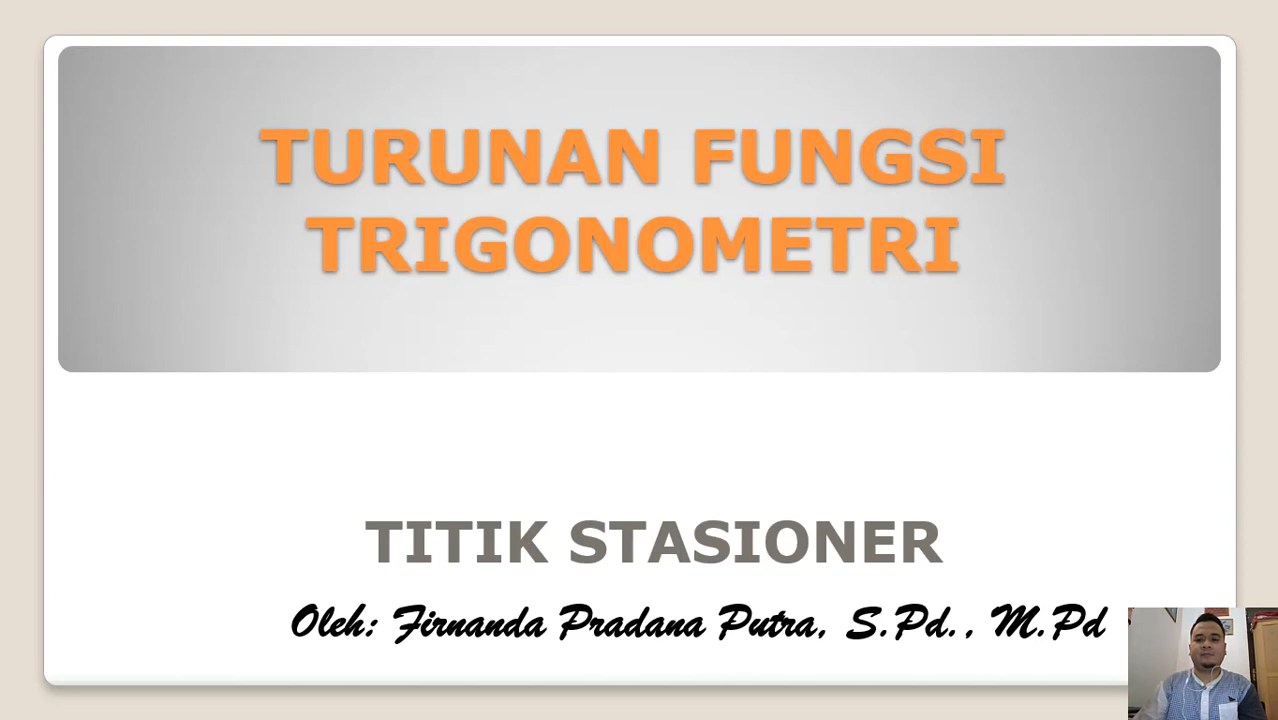 TURUNAN FUNGSI
TRIGONOMETRI
TITIK STASIONER
Oleh: Firnanda Pradana Putra, S.Pd., M.Pd